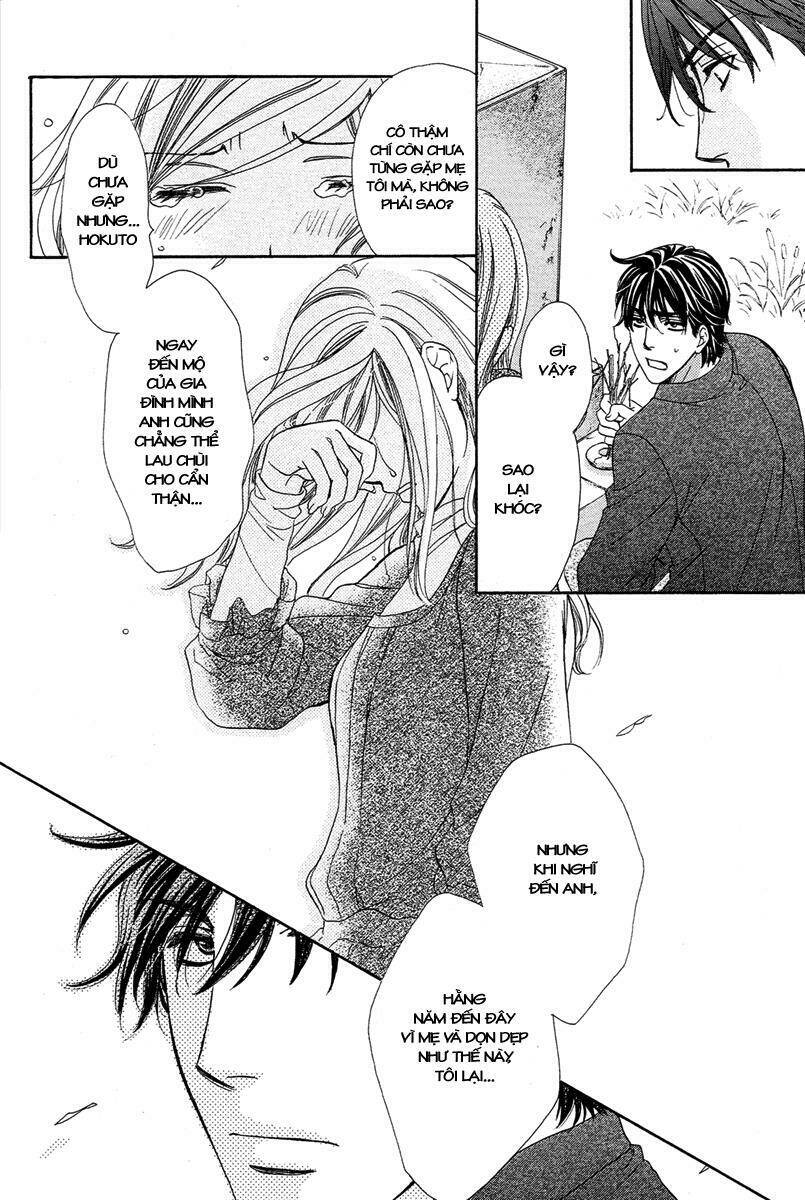 GÌ
VẬY?
SAO
LẠI
KHÓC?
CÔ THẬM
CHÍ CÒN CHƯA
TỪNG GẶP MẸ
TÔI MÀ, KHÔNG
PHẢI SAO?
DÙ
CHƯA
GẶP
NHƯNG...
HOKUTO
NGAY
ĐẾN MỘ
CỦA GIA
ĐÌNH MÌNH
ANH CŨNG
CHẲNG THỂ
LAU CHÙI
CHO CẨN
THẬN...
NHƯNG
KHI NGHĨ
ĐẾN ANH,
HẰNG
NĂM ĐẾN ĐÂY
VÌ MẸ VÀ DỌN DẸP
NHƯ THẾ NÀY,
TÔI LẠI...